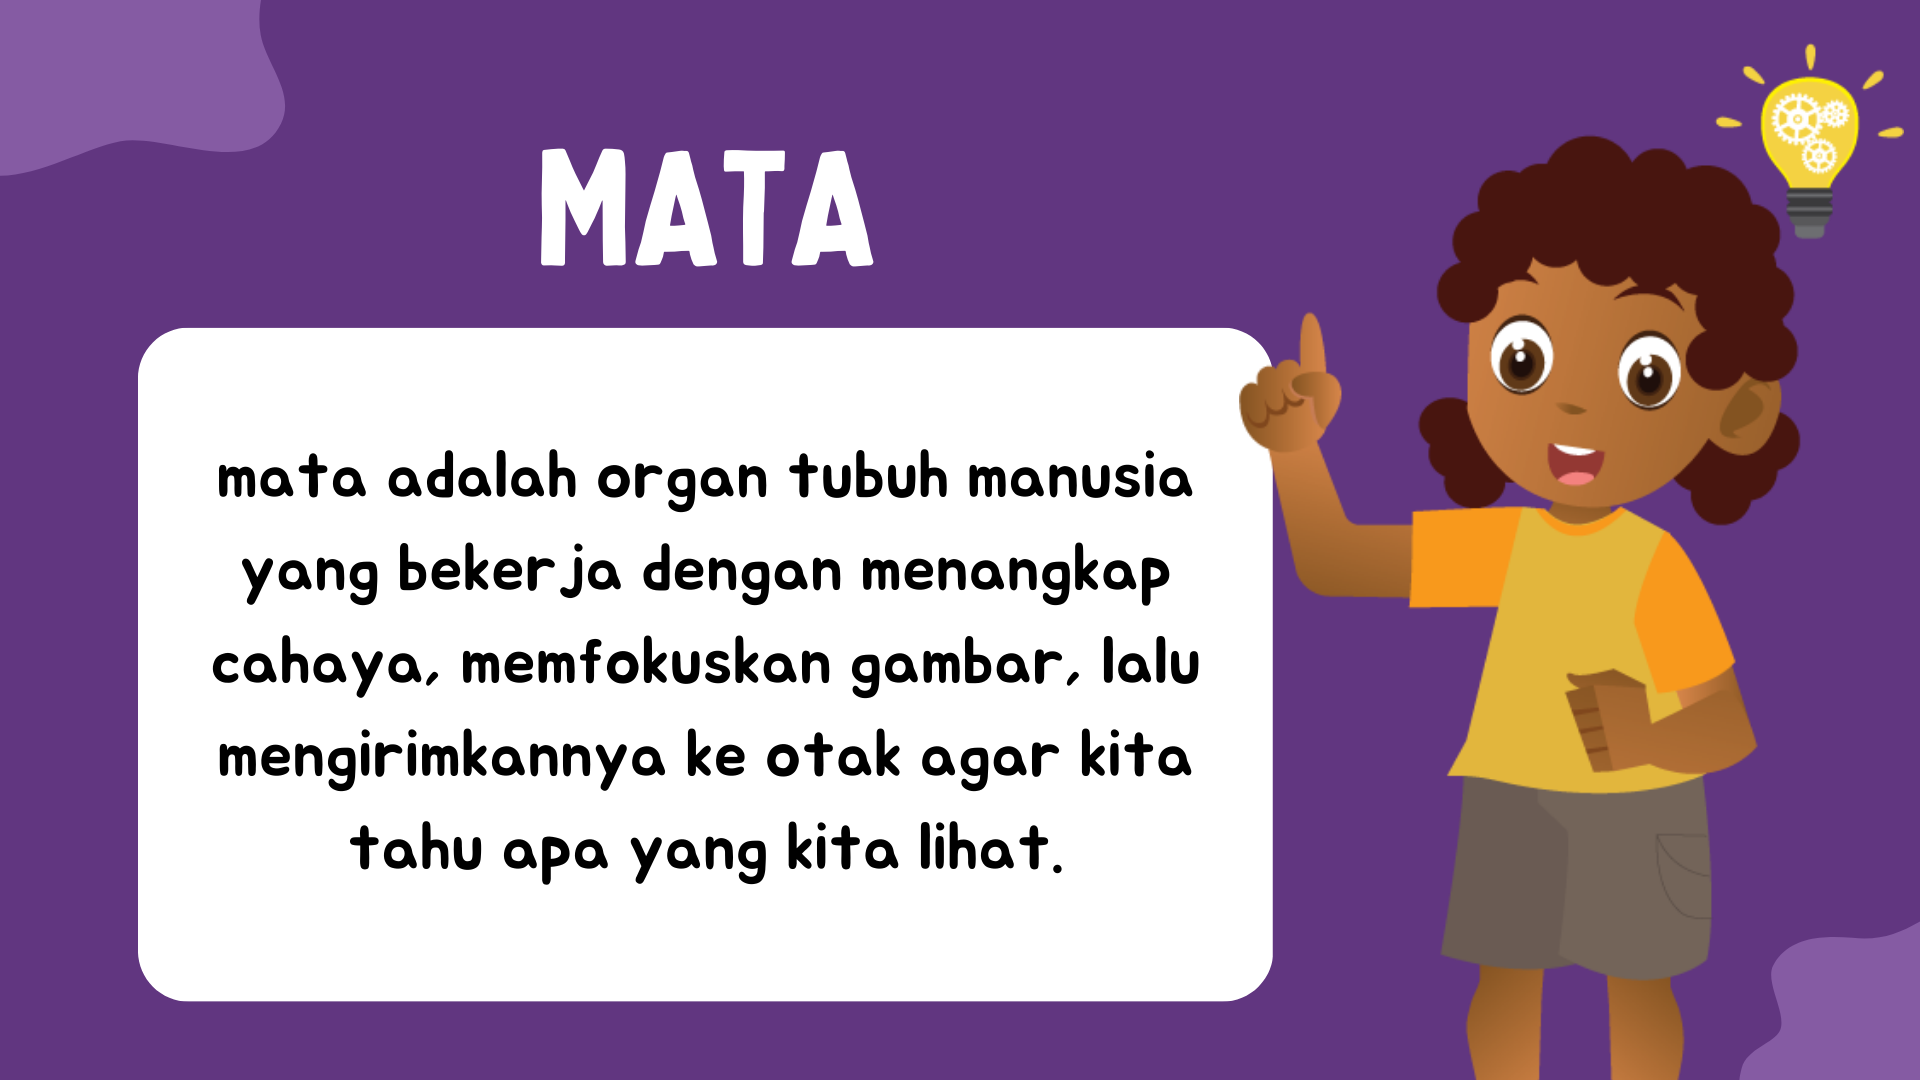 MATA
mata adalah organ tubuh manusia
yang bekerja dengan menangkap
cahaya, memfokuskan gambar, lalu
mengirimkannya ke otak agar kita
tahu apa yang kita lihat.